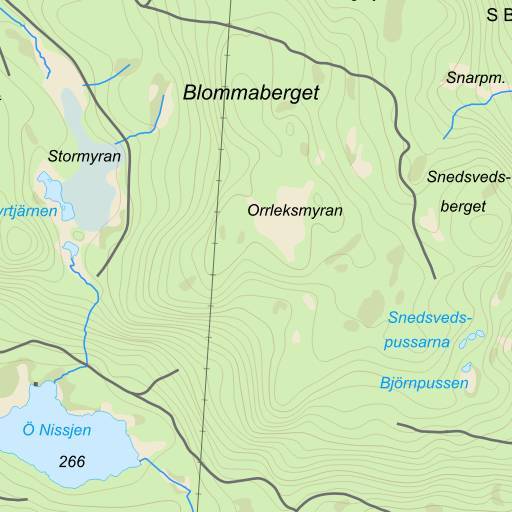 S B
Snarpm.
Blommaberget
Stormyran
Snedsveds-
berget
Orrleksmyran
rtjärnen
Snedsveds-
pussarna
Björnpussen
Ö Nissjen
266